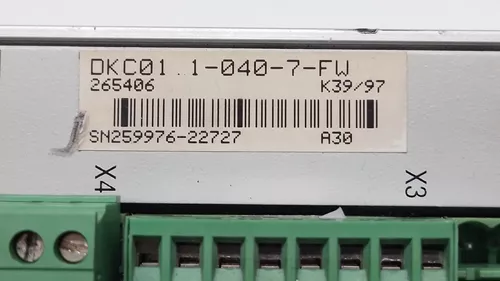 DKC01.1-040-7-FW
265406 K39/97
SN259976-22727 A30
X4 X3